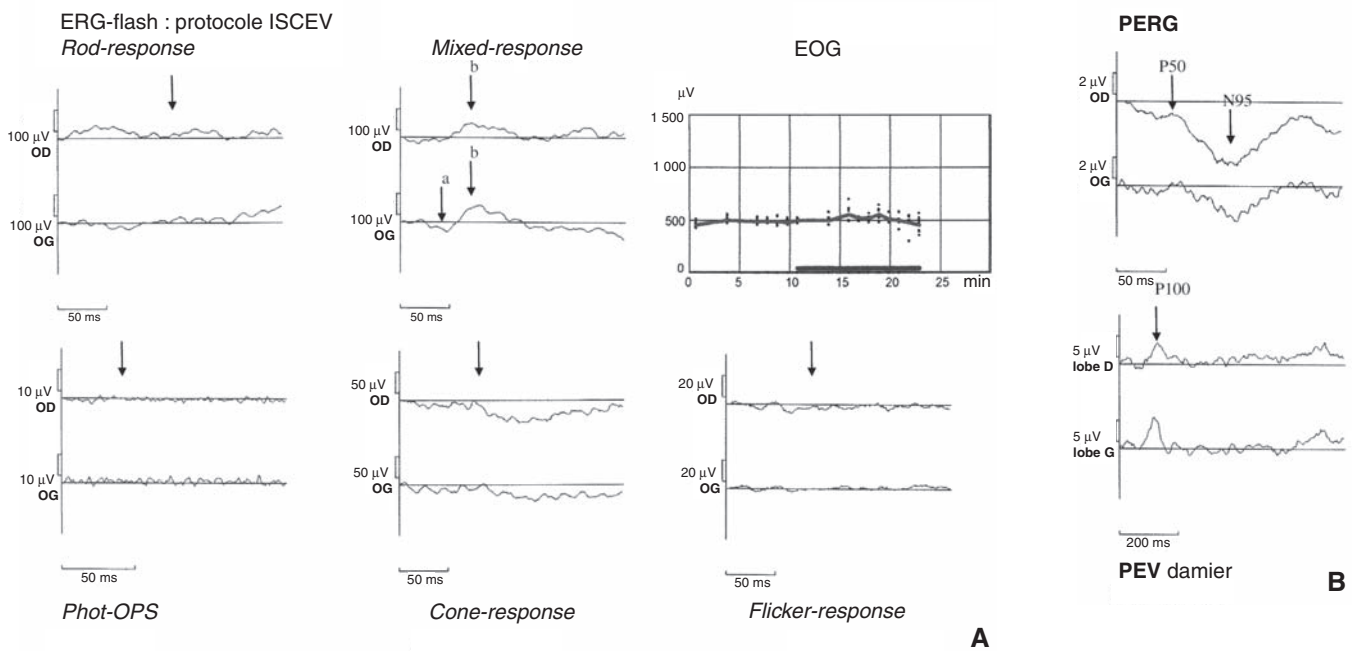 ERG-flash : protocole ISCEV
Rod-response
100 µV
OD
100 µV
OG
50 ms
Mixed-response
b
100 µV
OD
b
a
100 µV
OG
50 ms
EOG
µV
1 500
1 000
500
0
0 5 10 15 20 25 min
10 µV
OD
10 µV
OG
50 ms
Phot-OPS
50 µV
OD
50 µV
OG
50 ms
Cone-response
20 µV
OD
20 µV
OG
50 ms
Flicker-response
A
PERG
P50
2 µV
OD
N95
2 µV
OG
50 ms
P100
5 µV
lobe D
5 µV
lobe G
200 ms
PEV damier
B